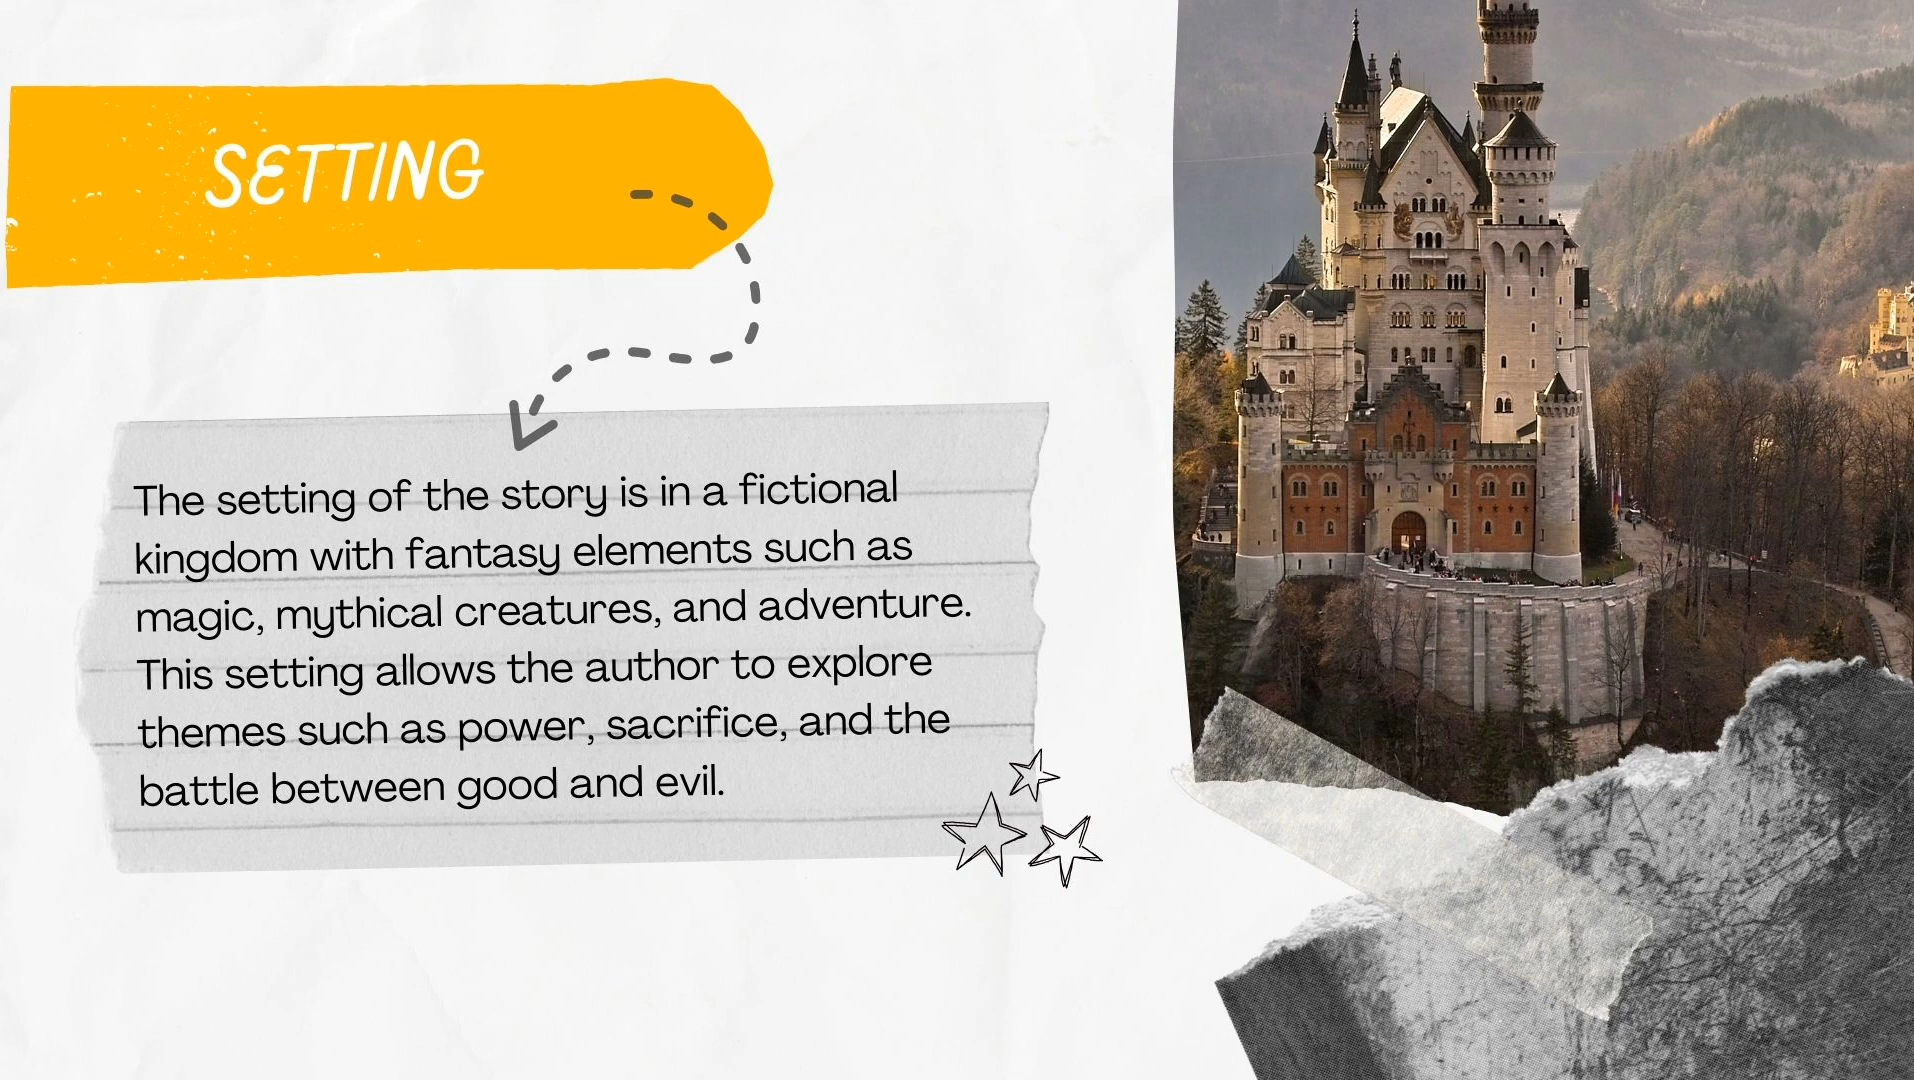 SETTING
The setting of the story is in a fictional
kingdom with fantasy elements such as
magic, mythical creatures, and adventure.
This setting allows the author to explore
themes such as power, sacrifice, and the
battle between good and evil.